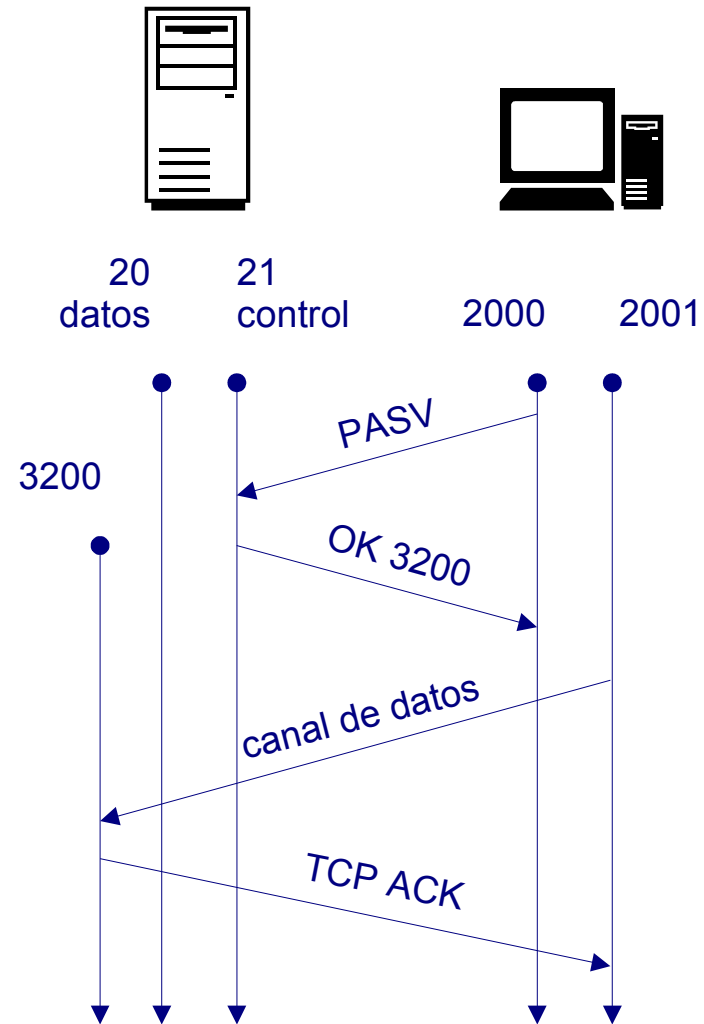 20
datos
21
control
2000
2001
PASV
3200
OK 3200
canal de datos
TCP ACK